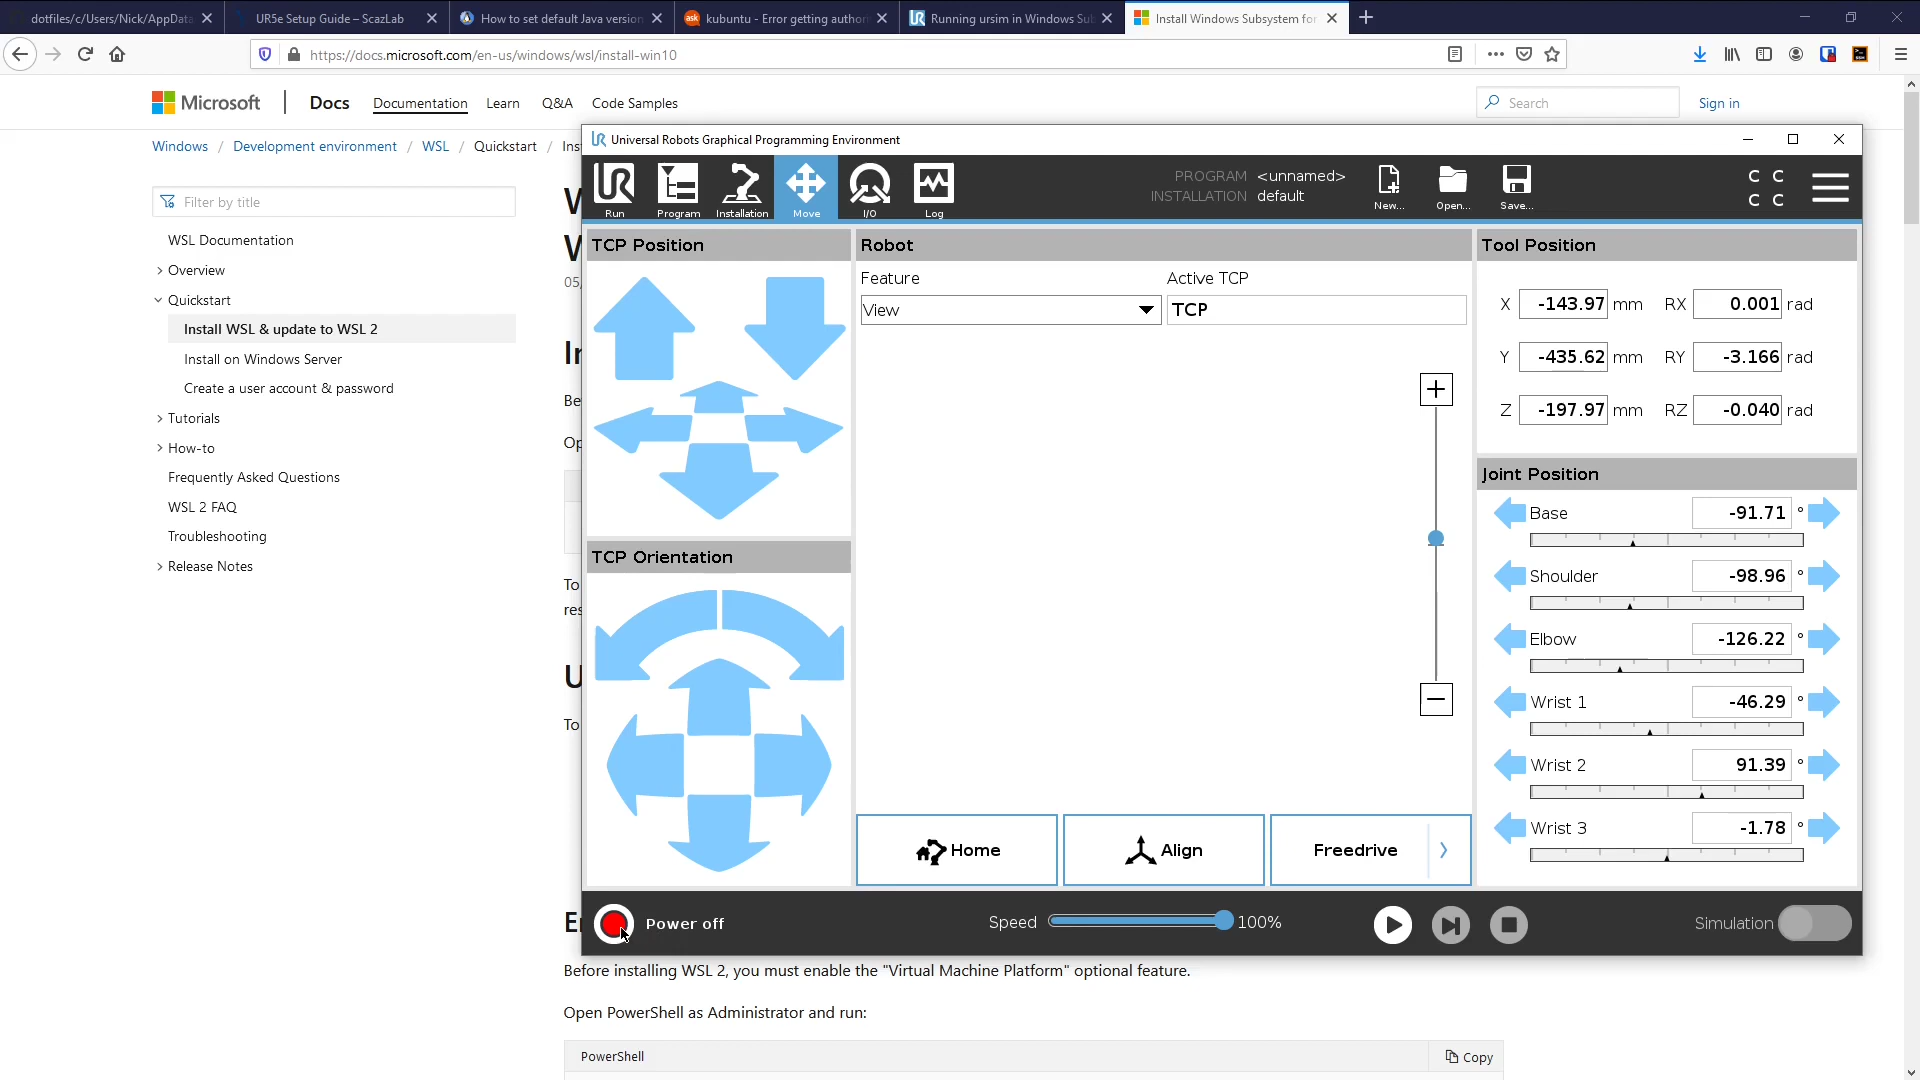 dotfiles/c/Users/Nick/AppData
UR5e Setup Guide – ScazLab
How to set default Java version
kubuntu - Error getting author
Running ursim in Windows Sub
Install Windows Subsystem for
https://docs.microsoft.com/en-us/windows/wsl/install-win10
Microsoft
Docs
Documentation
Learn
Q&A
Code Samples
Search
Sign in
Windows / Development environment / WSL / Quickstart / Ins
Filter by title
WSL Documentation
Overview
Quickstart
Install WSL & update to WSL 2
Install on Windows Server
Create a user account & password
Tutorials
How-to
Frequently Asked Questions
WSL 2 FAQ
Troubleshooting
Release Notes
W
W
05,
In
Be
Op
To
res
U
To
Universal Robots Graphical Programming Environment
Run
Program
Installation
Move
I/O
Log
PROGRAM <unnamed>
INSTALLATION default
New...
Open...
Save...
C C
C C
TCP Position
TCP Orientation
Robot
Feature
View
Active TCP
TCP
Home
Align
Freedrive
Tool Position
X -143.97 mm RX 0.001 rad
Y -435.62 mm RY -3.166 rad
Z -197.97 mm RZ -0.040 rad
Joint Position
Base -91.71 °
Shoulder -98.96 °
Elbow -126.22 °
Wrist 1 -46.29 °
Wrist 2 91.39 °
Wrist 3 -1.78 °
Power off
Speed
100%
Simulation
Before installing WSL 2, you must enable the "Virtual Machine Platform" optional feature.
Open PowerShell as Administrator and run:
PowerShell
Copy